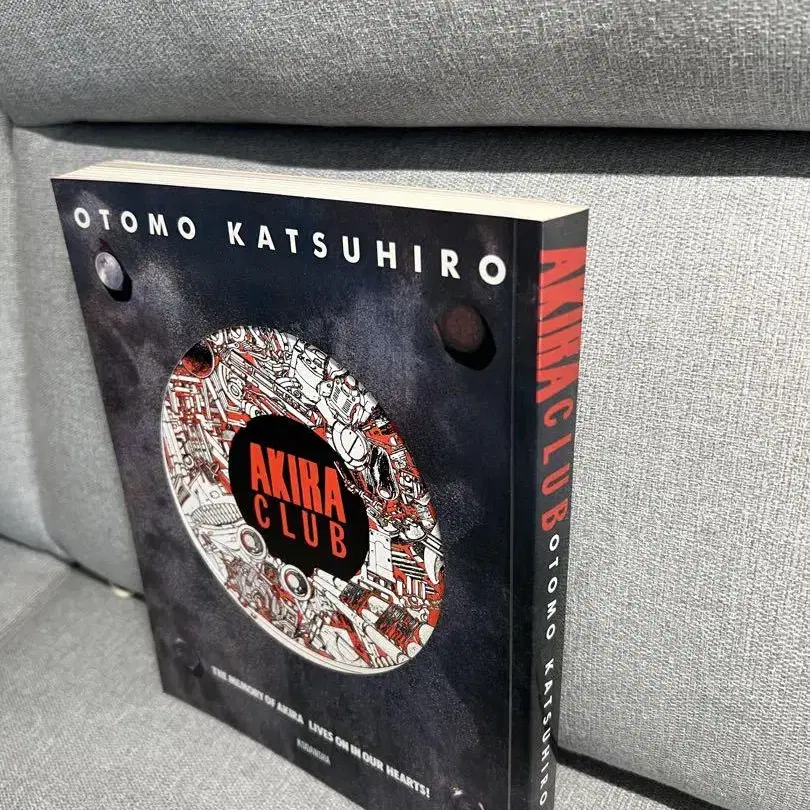 OTOMO KATSUHIRO
AKIRA
CLUB
THE MEMORY OF AKIRA LIVES ON IN OUR HEARTS!
KODANSHA
AKIRA CLUB OTOMO KATSUHIRO